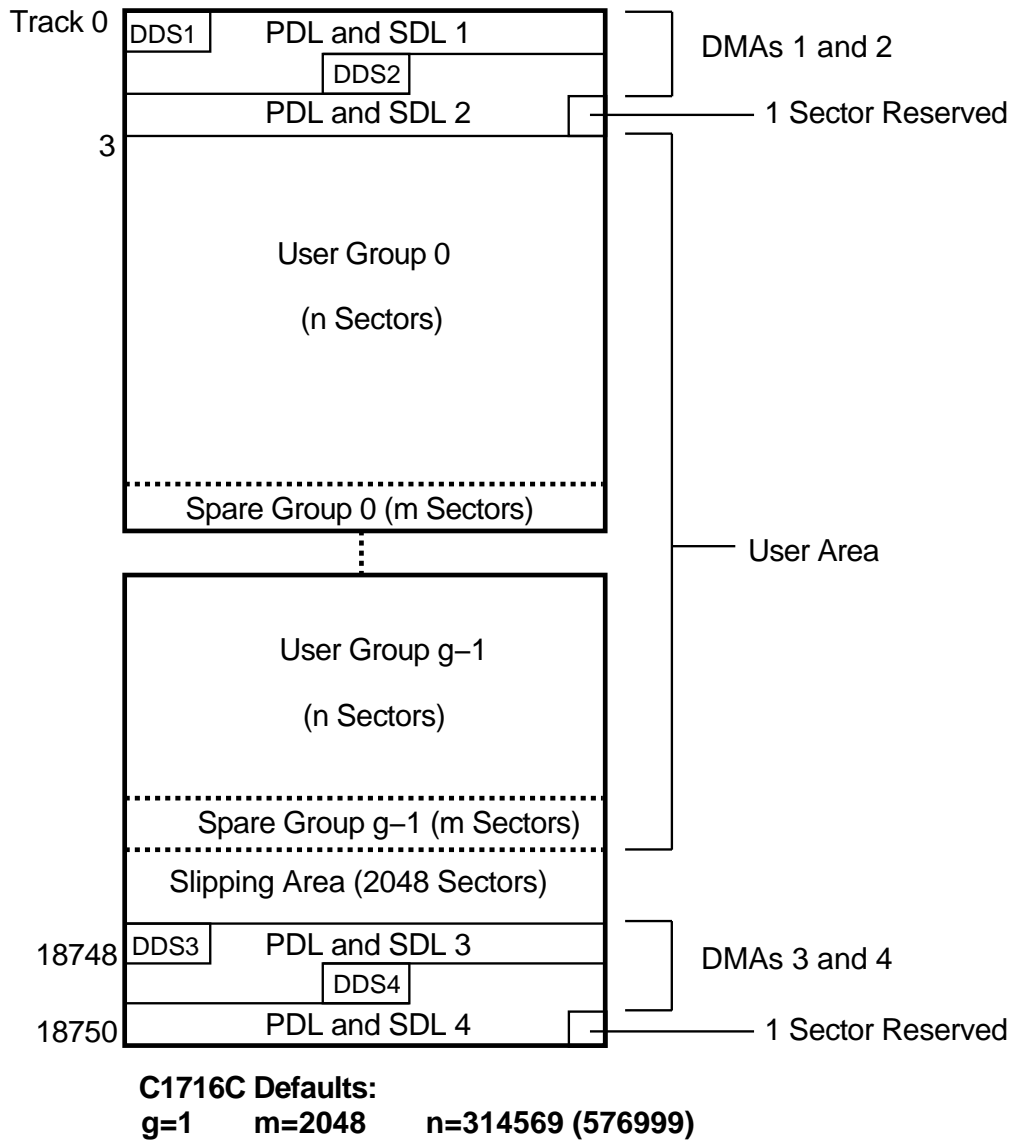 Track 0
DDS1
PDL and SDL 1
DMAs 1 and 2
DDS2
PDL and SDL 2
1 Sector Reserved
3
User Group 0
(n Sectors)
Spare Group 0 (m Sectors)
User Area
User Group g–1
(n Sectors)
Spare Group g–1 (m Sectors)
Slipping Area (2048 Sectors)
18748
DDS3
PDL and SDL 3
DMAs 3 and 4
DDS4
18750
PDL and SDL 4
1 Sector Reserved
C1716C Defaults:
g=1 m=2048 n=314569 (576999)